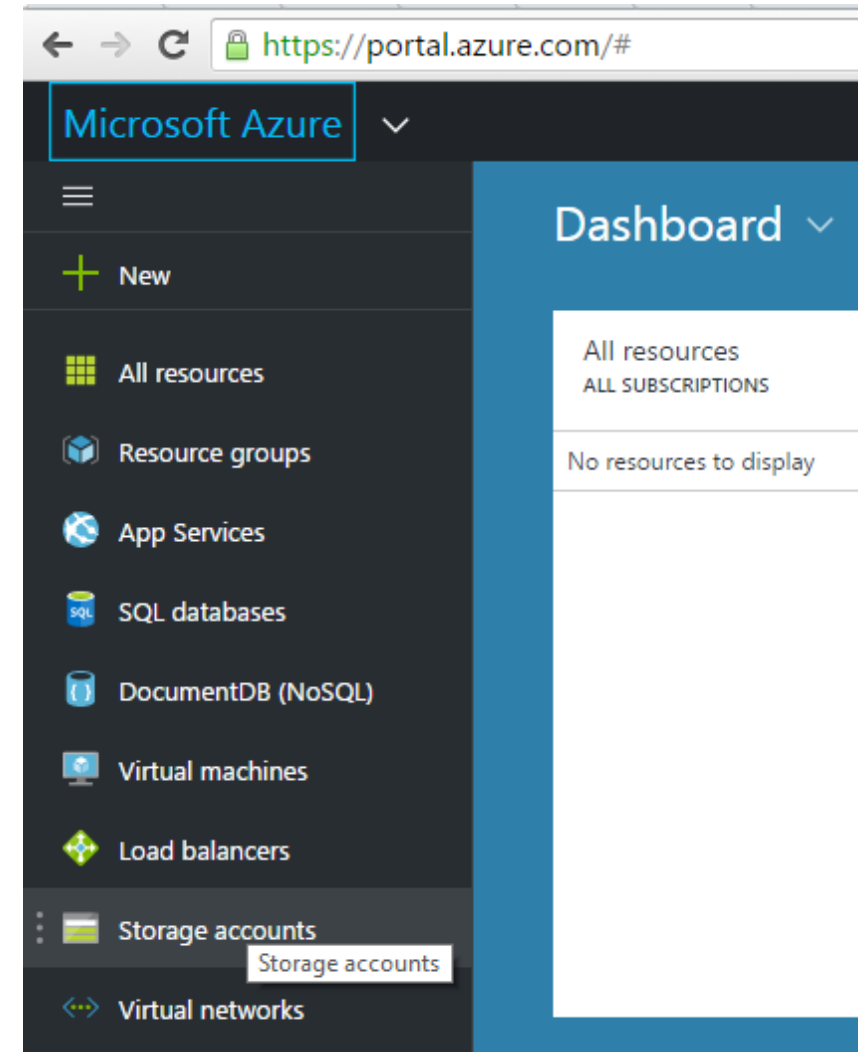 https://portal.azure.com/#
Microsoft Azure
Dashboard
New
All resources
ALL SUBSCRIPTIONS
No resources to display
All resources
Resource groups
App Services
SQL databases
DocumentDB (NoSQL)
Virtual machines
Load balancers
Storage accounts
Storage accounts
Virtual networks